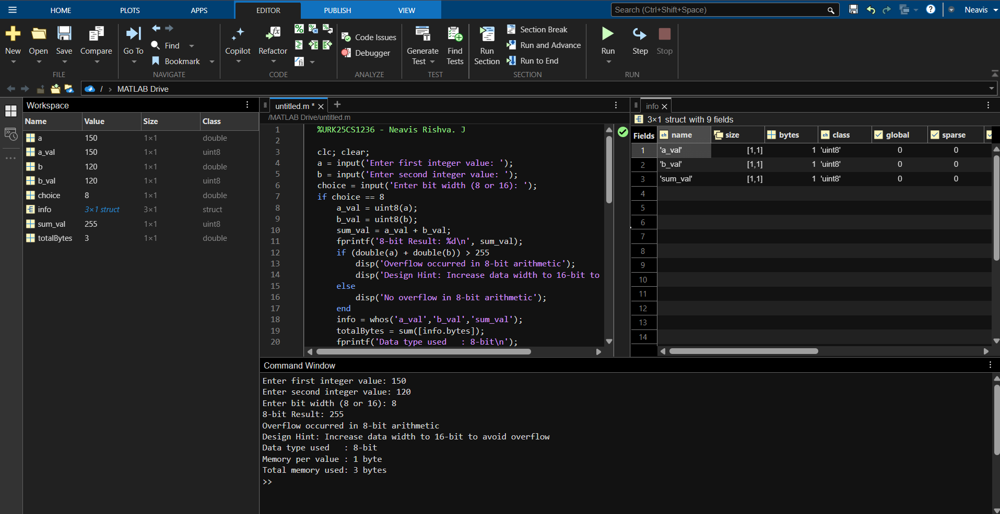 HOME PLOTS APPS EDITOR PUBLISH VIEW Search (Ctrl+Shift+Space) Neavis
New Open Save Compare
FILE
Go To Find Bookmark
NAVIGATE
Copilot Refactor
CODE
Code Issues
Debugger
ANALYZE
Generate Test Find Tests
TEST
Run Section Section Break
Run and Advance
Run to End
SECTION
Run Step Stop
RUN
/ › MATLAB Drive
Workspace
Name Value Size Class
a 150 1×1 double
a_val 150 1×1 uint8
b 120 1×1 double
b_val 120 1×1 uint8
choice 8 1×1 double
info 3×1 struct 3×1 struct
sum_val 255 1×1 uint8
totalBytes 3 1×1 double
untitled.m *
/MATLAB Drive/untitled.m
1 %URK25CS1236 - Neavis Rishva. J
2
3 clc; clear;
4 a = input('Enter first integer value: ');
5 b = input('Enter second integer value: ');
6 choice = input('Enter bit width (8 or 16): ');
7 if choice == 8
8 a_val = uint8(a);
9 b_val = uint8(b);
10 sum_val = a_val + b_val;
11 fprintf('8-bit Result: %d\n', sum_val);
12 if (double(a) + double(b)) > 255
13 disp('Overflow occurred in 8-bit arithmetic');
14 disp('Design Hint: Increase data width to 16-bit to
15 else
16 disp('No overflow in 8-bit arithmetic');
17 end
18 info = whos('a_val','b_val','sum_val');
19 totalBytes = sum([info.bytes]);
20 fprintf('Data type used   : 8-bit\n');
info
3×1 struct with 9 fields
Fields name size bytes class global sparse
1 'a_val' [1,1] 1 'uint8' 0 0
2 'b_val' [1,1] 1 'uint8' 0 0
3 'sum_val' [1,1] 1 'uint8' 0 0
4
5
6
7
8
9
10
11
12
13
14
Command Window
Enter first integer value: 150
Enter second integer value: 120
Enter bit width (8 or 16): 8
8-bit Result: 255
Overflow occurred in 8-bit arithmetic
Design Hint: Increase data width to 16-bit to avoid overflow
Data type used   : 8-bit
Memory per value : 1 byte
Total memory used: 3 bytes
>>